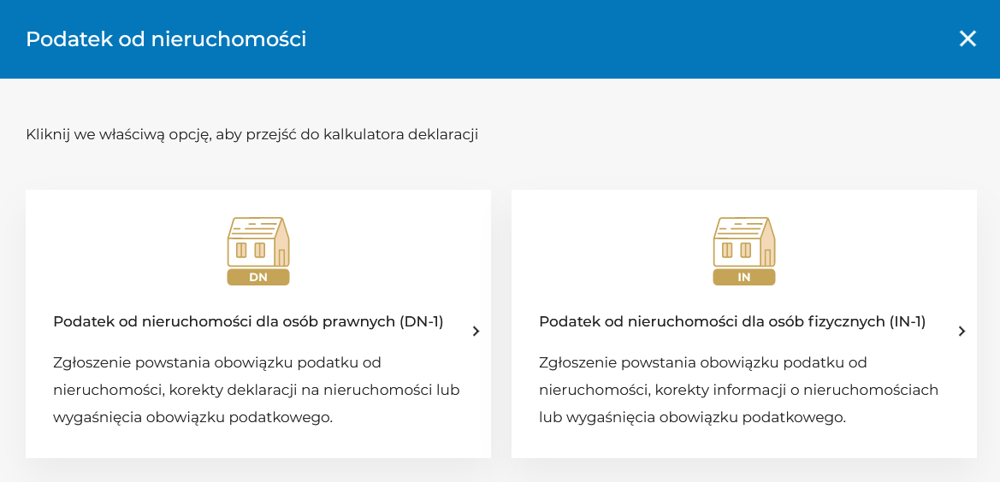 Podatek od nieruchomości
Kliknij we właściwą opcję, aby przejść do kalkulatora deklaracji
DN
Podatek od nieruchomości dla osób prawnych (DN-1)
Zgłoszenie powstania obowiązku podatku od
nieruchomości, korekty deklaracji na nieruchomości lub
wygaśnięcia obowiązku podatkowego.
IN
Podatek od nieruchomości dla osób fizycznych (IN-1)
Zgłoszenie powstania obowiązku podatku od
nieruchomości, korekty informacji o nieruchomościach
lub wygaśnięcia obowiązku podatkowego.